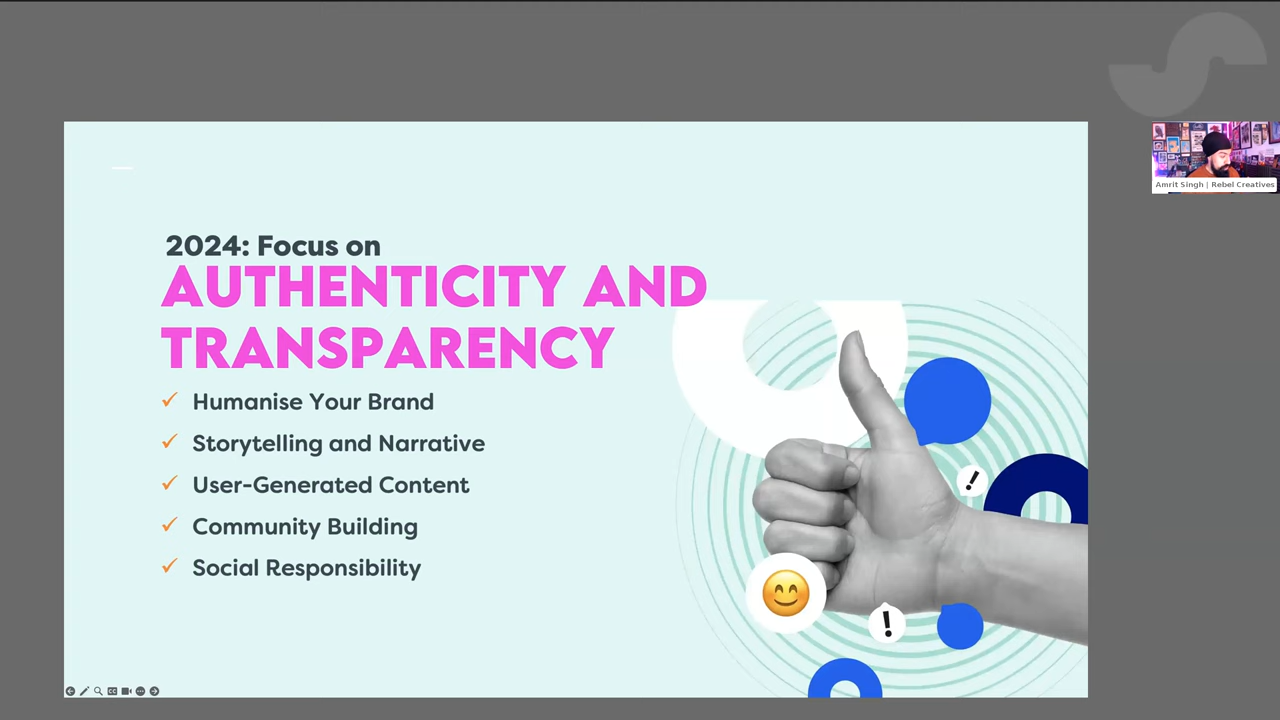 2024: Focus on
AUTHENTICITY AND
TRANSPARENCY
Humanise Your Brand
Storytelling and Narrative
User-Generated Content
Community Building
Social Responsibility
!
!
Amrit Singh | Rebel Creatives